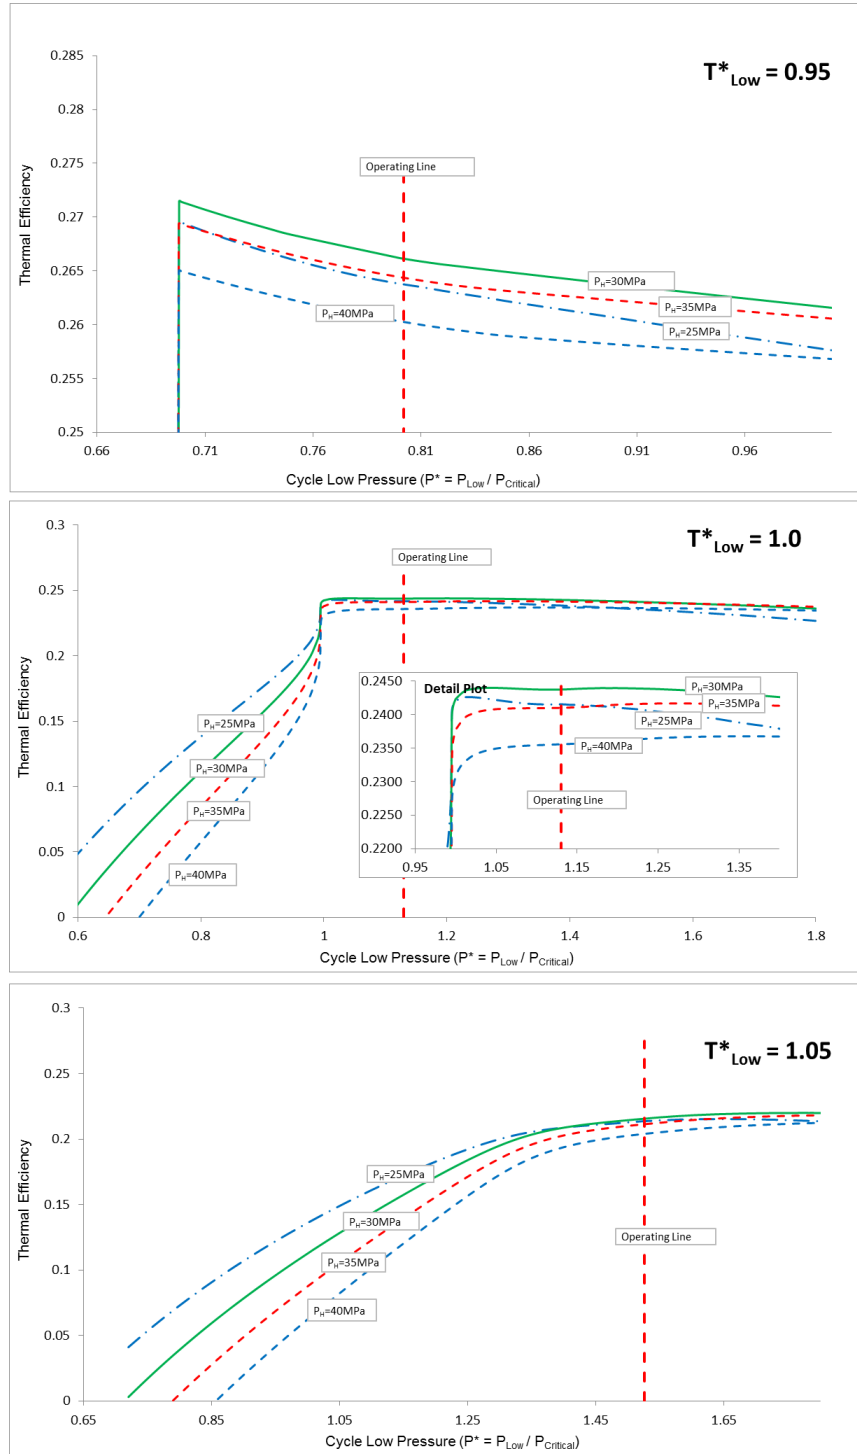 T*Low = 0.95
0.285
0.28
0.275
0.27
0.265
0.26
0.255
0.25
Thermal Efficiency
Operating Line
PH=30MPa
PH=35MPa
PH=40MPa
PH=25MPa
0.66 0.71 0.76 0.81 0.86 0.91 0.96
Cycle Low Pressure (P* = PLow / PCritical)
T*Low = 1.0
0.3
0.25
0.2
0.15
0.1
0.05
0
Thermal Efficiency
Operating Line
PH=25MPa
PH=30MPa
PH=35MPa
PH=40MPa
Detail Plot
0.2450
0.2400
0.2350
0.2300
0.2250
0.2200
PH=30MPa
PH=35MPa
PH=25MPa
PH=40MPa
Operating Line
0.95 1.05 1.15 1.25 1.35
0.6 0.8 1 1.2 1.4 1.6 1.8
Cycle Low Pressure (P* = PLow / PCritical)
T*Low = 1.05
0.3
0.25
0.2
0.15
0.1
0.05
0
Thermal Efficiency
PH=25MPa
PH=30MPa
PH=35MPa
PH=40MPa
Operating Line
0.65 0.85 1.05 1.25 1.45 1.65
Cycle Low Pressure (P* = PLow / PCritical)